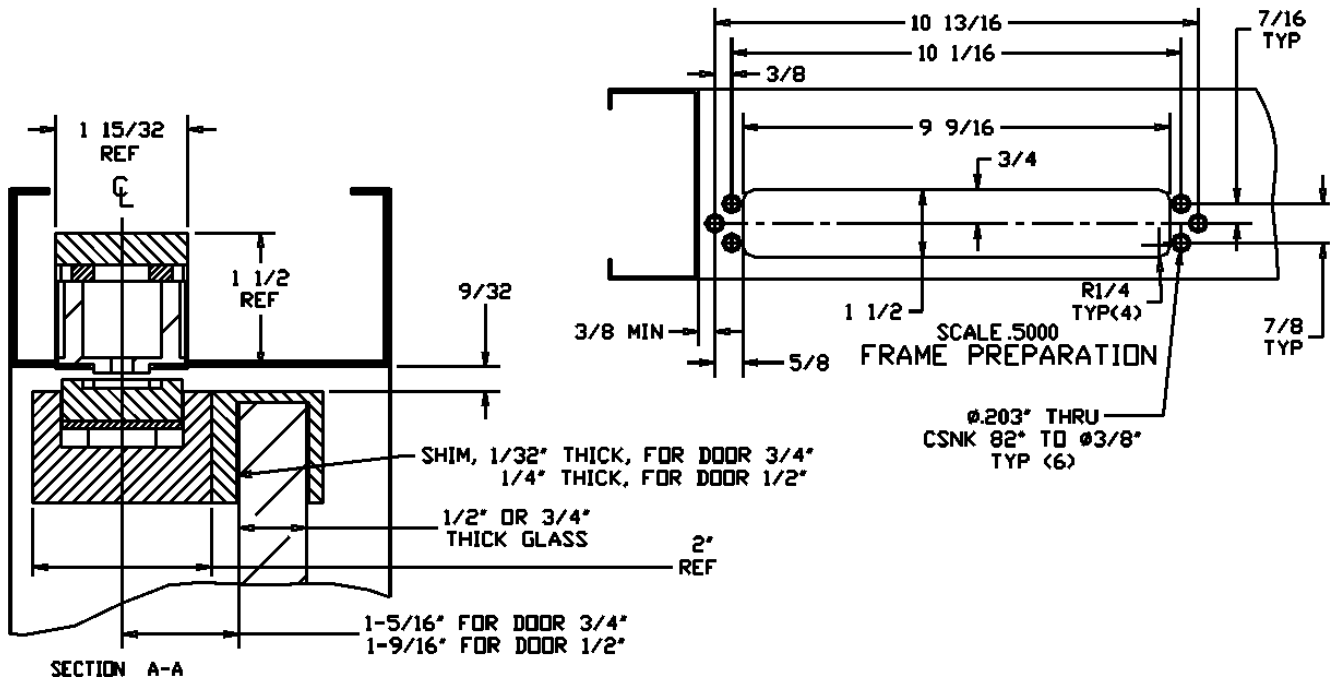 10 13/16
10 1/16
3/8
7/16
TYP
9 9/16
3/4
1 1/2
R1/4
TYP(4)
3/8 MIN
5/8
SCALE .5000
FRAME PREPARATION
7/8
TYP
Ø.203" THRU
CSNK 82° TO Ø3/8"
TYP (6)
1 15/32
REF
CL
1 1/2
REF
9/32
SHIM, 1/32" THICK, FOR DOOR 3/4"
1/4" THICK, FOR DOOR 1/2"
1/2" OR 3/4"
THICK GLASS
2"
REF
1-5/16" FOR DOOR 3/4"
1-9/16" FOR DOOR 1/2"
SECTION A-A